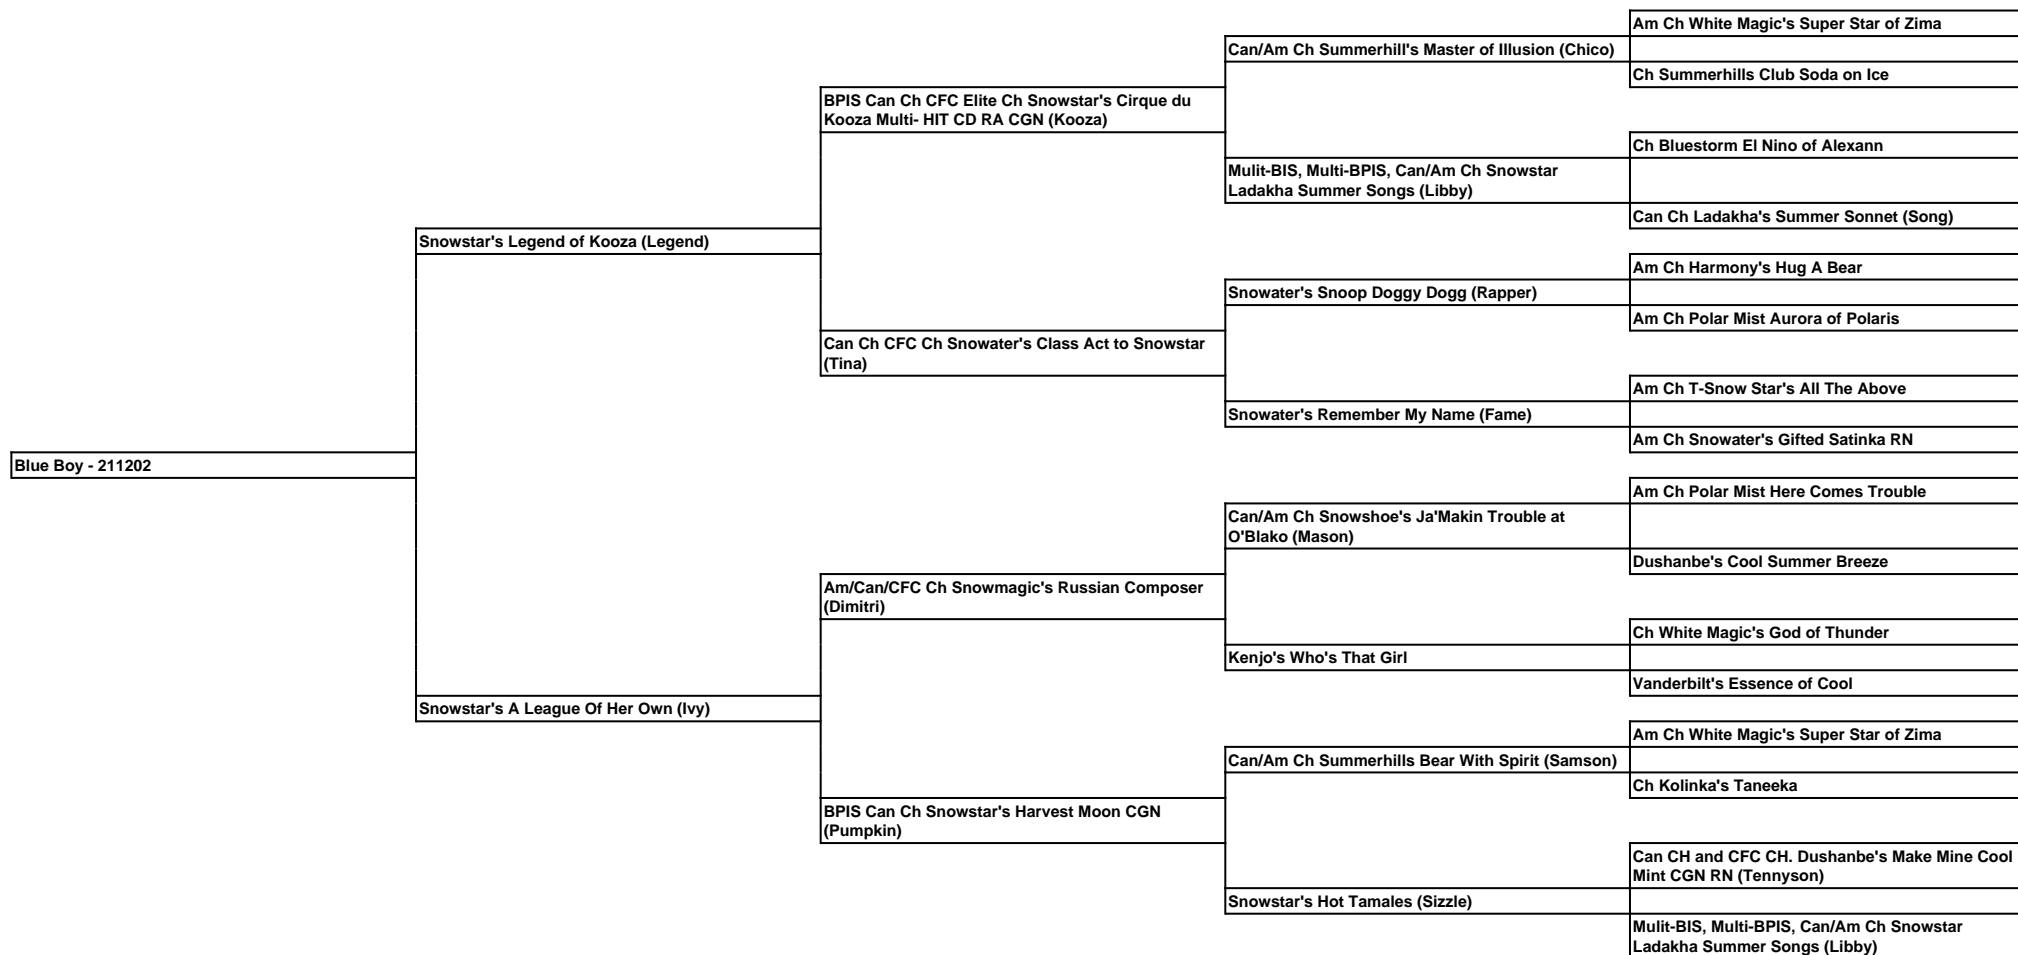 Am Ch White Magic's Super Star of Zima
Can/Am Ch Summerhill's Master of Illusion (Chico)
Ch Summerhills Club Soda on Ice
BPIS Can Ch CFC Elite Ch Snowstar's Cirque du
Kooza Multi- HIT CD RA CGN (Kooza)
Ch Bluestorm El Nino of Alexann
Mulit-BIS, Multi-BPIS, Can/Am Ch Snowstar
Ladakha Summer Songs (Libby)
Can Ch Ladakha's Summer Sonnet (Song)
Snowstar's Legend of Kooza (Legend)
Am Ch Harmony's Hug A Bear
Snowater's Snoop Doggy Dogg (Rapper)
Am Ch Polar Mist Aurora of Polaris
Can Ch CFC Ch Snowater's Class Act to Snowstar
(Tina)
Am Ch T-Snow Star's All The Above
Snowater's Remember My Name (Fame)
Am Ch Snowater's Gifted Satinka RN
Blue Boy - 211202
Am Ch Polar Mist Here Comes Trouble
Can/Am Ch Snowshoe's Ja'Makin Trouble at
O'Blako (Mason)
Dushanbe's Cool Summer Breeze
Am/Can/CFC Ch Snowmagic's Russian Composer
(Dimitri)
Ch White Magic's God of Thunder
Kenjo's Who's That Girl
Vanderbilt's Essence of Cool
Snowstar's A League Of Her Own (Ivy)
Am Ch White Magic's Super Star of Zima
Can/Am Ch Summerhills Bear With Spirit (Samson)
Ch Kolinka's Taneeka
BPIS Can Ch Snowstar's Harvest Moon CGN
(Pumpkin)
Can CH and CFC CH. Dushanbe's Make Mine Cool
Mint CGN RN (Tennyson)
Snowstar's Hot Tamales (Sizzle)
Mulit-BIS, Multi-BPIS, Can/Am Ch Snowstar
Ladakha Summer Songs (Libby)